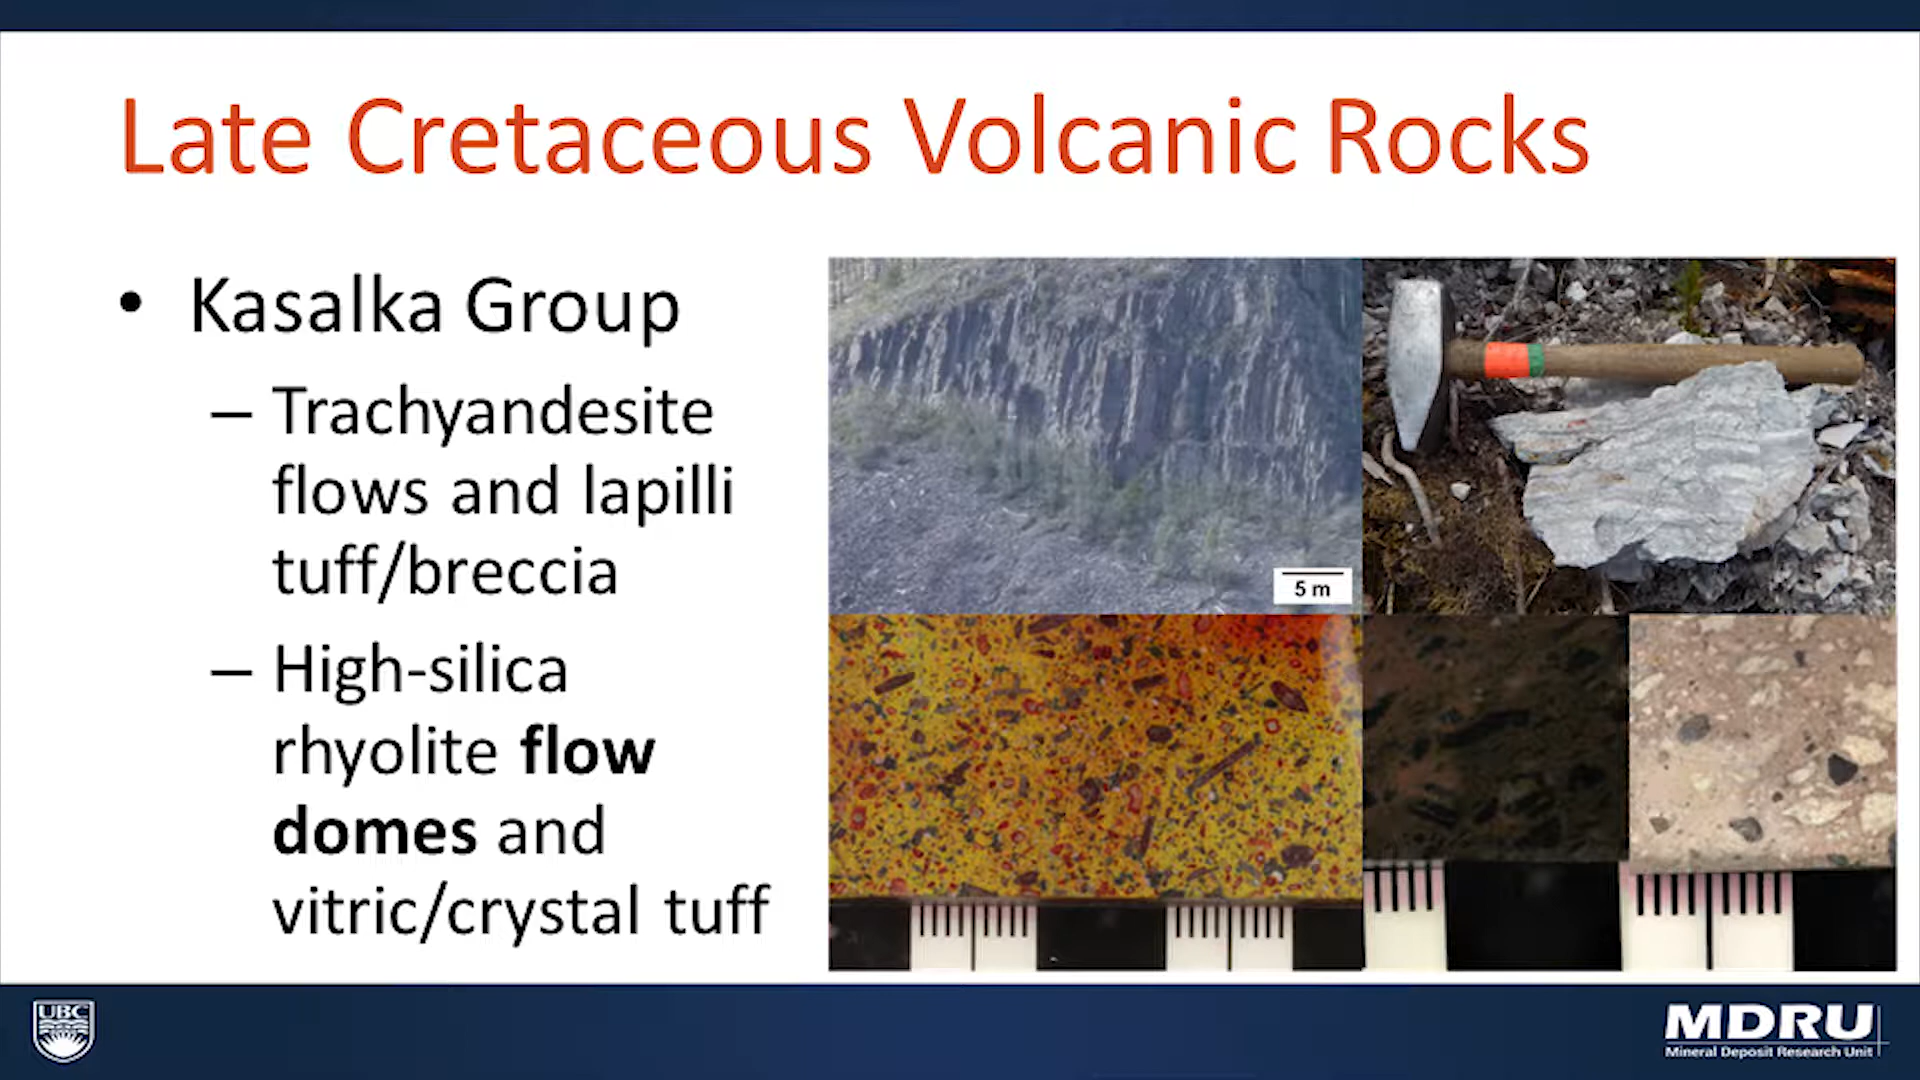 Late Cretaceous Volcanic Rocks
• Kasalka Group
– Trachyandesite
flows and lapilli
tuff/breccia
– High-silica
rhyolite flow
domes and
vitric/crystal tuff
5 m
UBC
MDRU
Mineral Deposit Research Unit